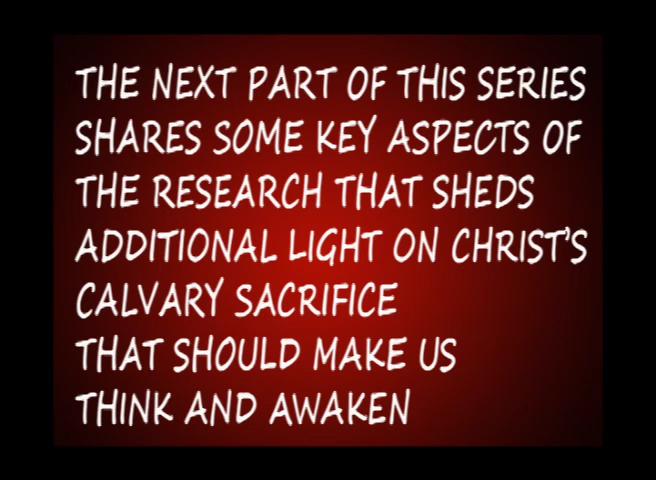 THE NEXT PART OF THIS SERIES
SHARES SOME KEY ASPECTS OF
THE RESEARCH THAT SHEDS
ADDITIONAL LIGHT ON CHRIST'S
CALVARY SACRIFICE
THAT SHOULD MAKE US
THINK AND AWAKEN